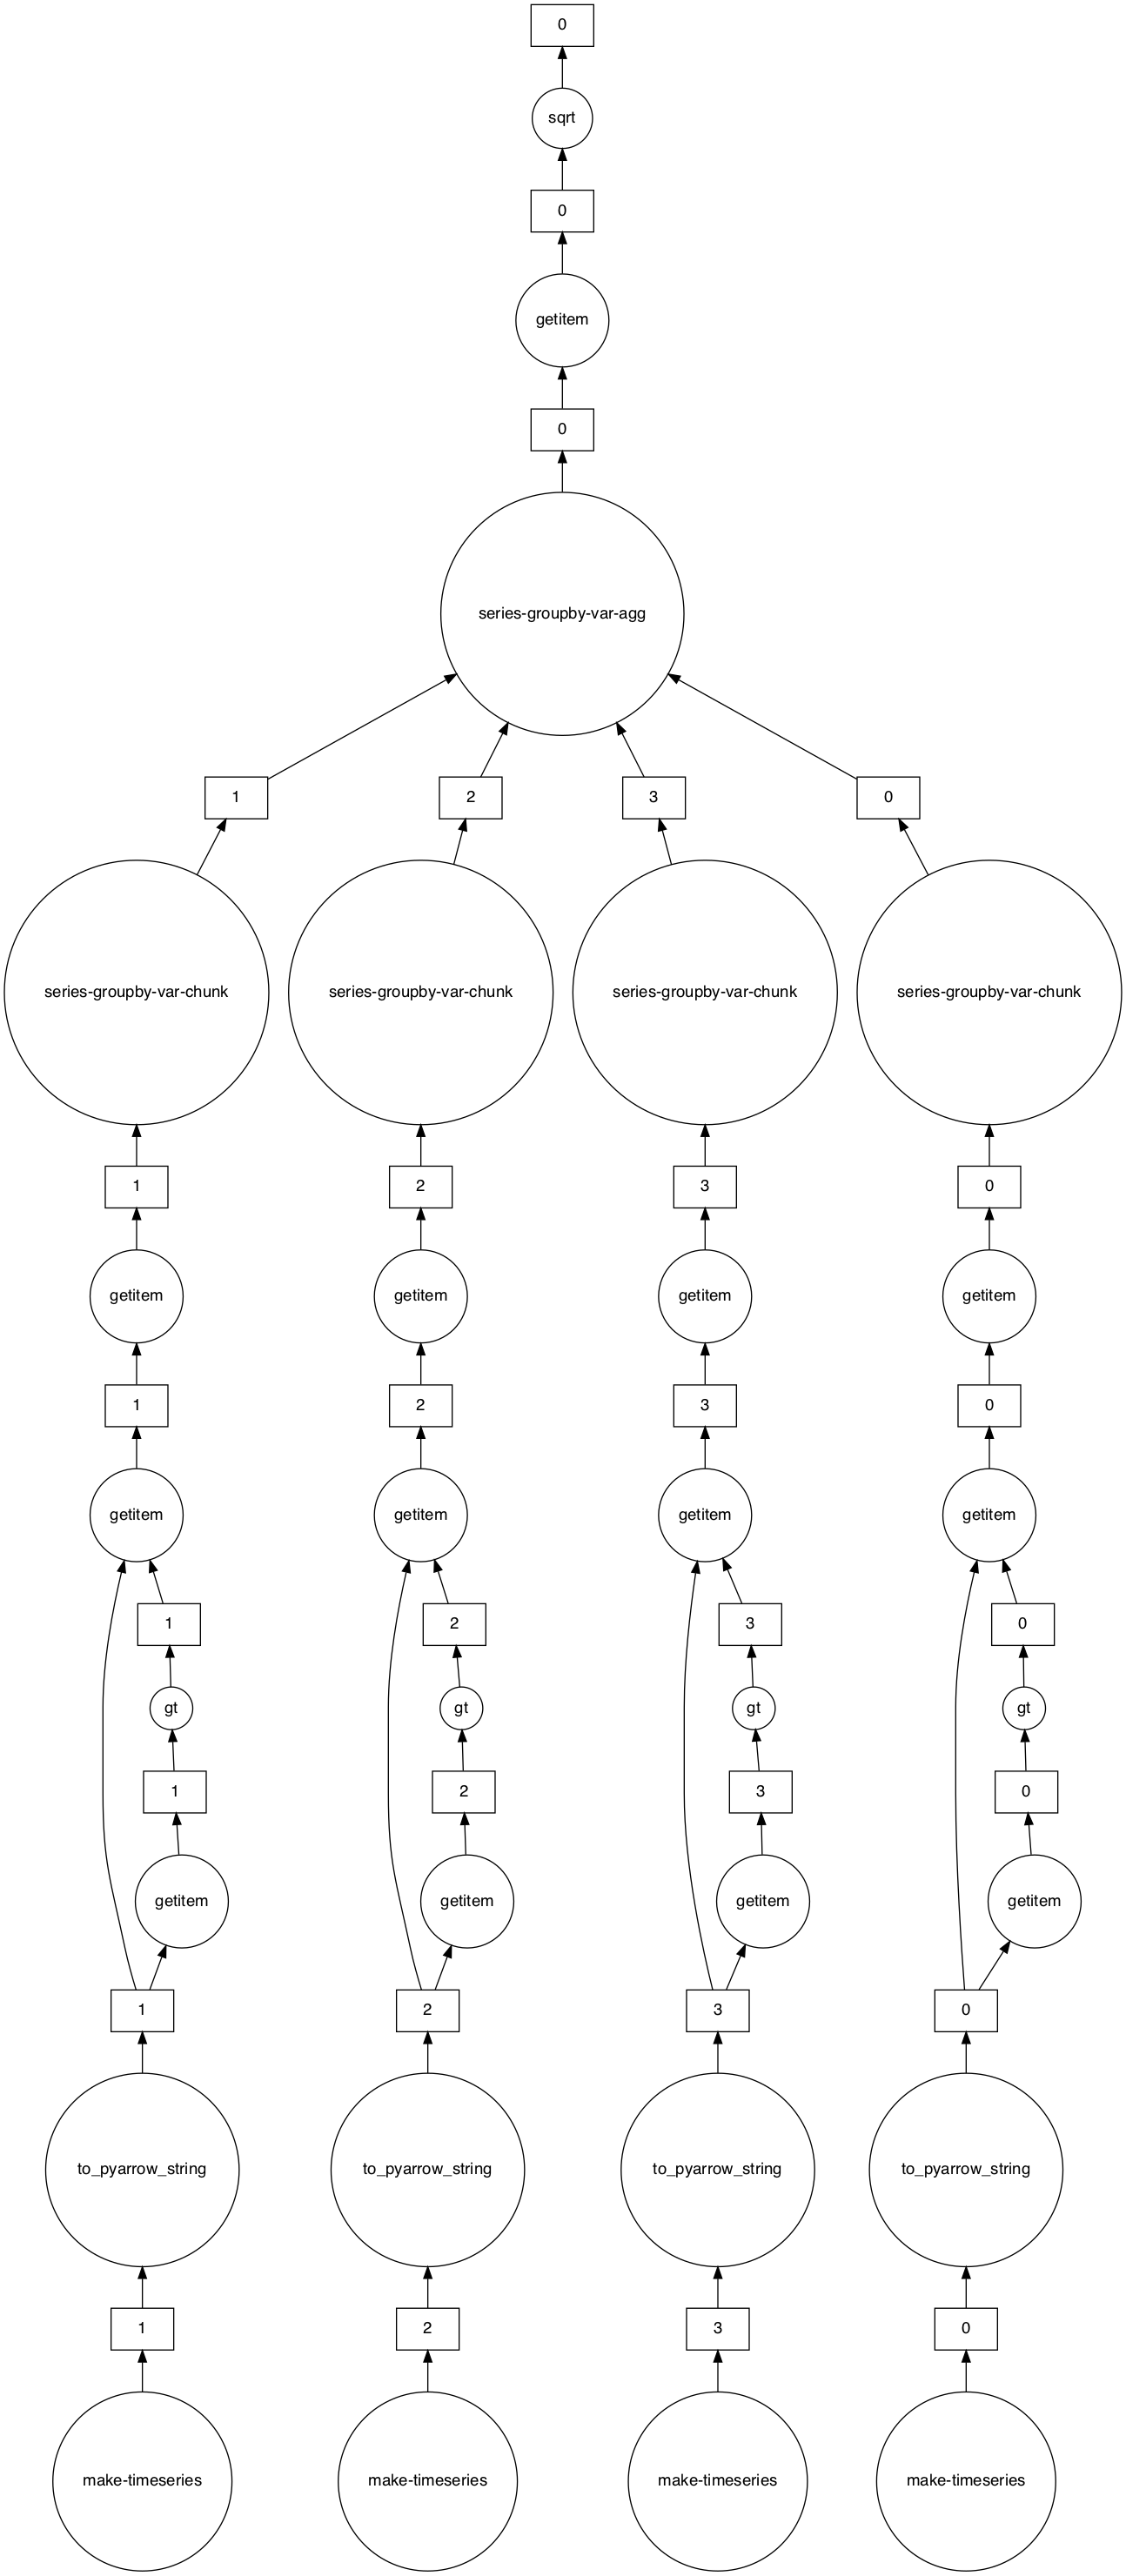 0
sqrt
0
getitem
0
series-groupby-var-agg
1 2 3 0
series-groupby-var-chunk series-groupby-var-chunk series-groupby-var-chunk series-groupby-var-chunk
1 2 3 0
getitem getitem getitem getitem
1 2 3 0
getitem getitem getitem getitem
1 2 3 0
gt gt gt gt
1 2 3 0
getitem getitem getitem getitem
1 2 3 0
to_pyarrow_string to_pyarrow_string to_pyarrow_string to_pyarrow_string
1 2 3 0
make-timeseries make-timeseries make-timeseries make-timeseries